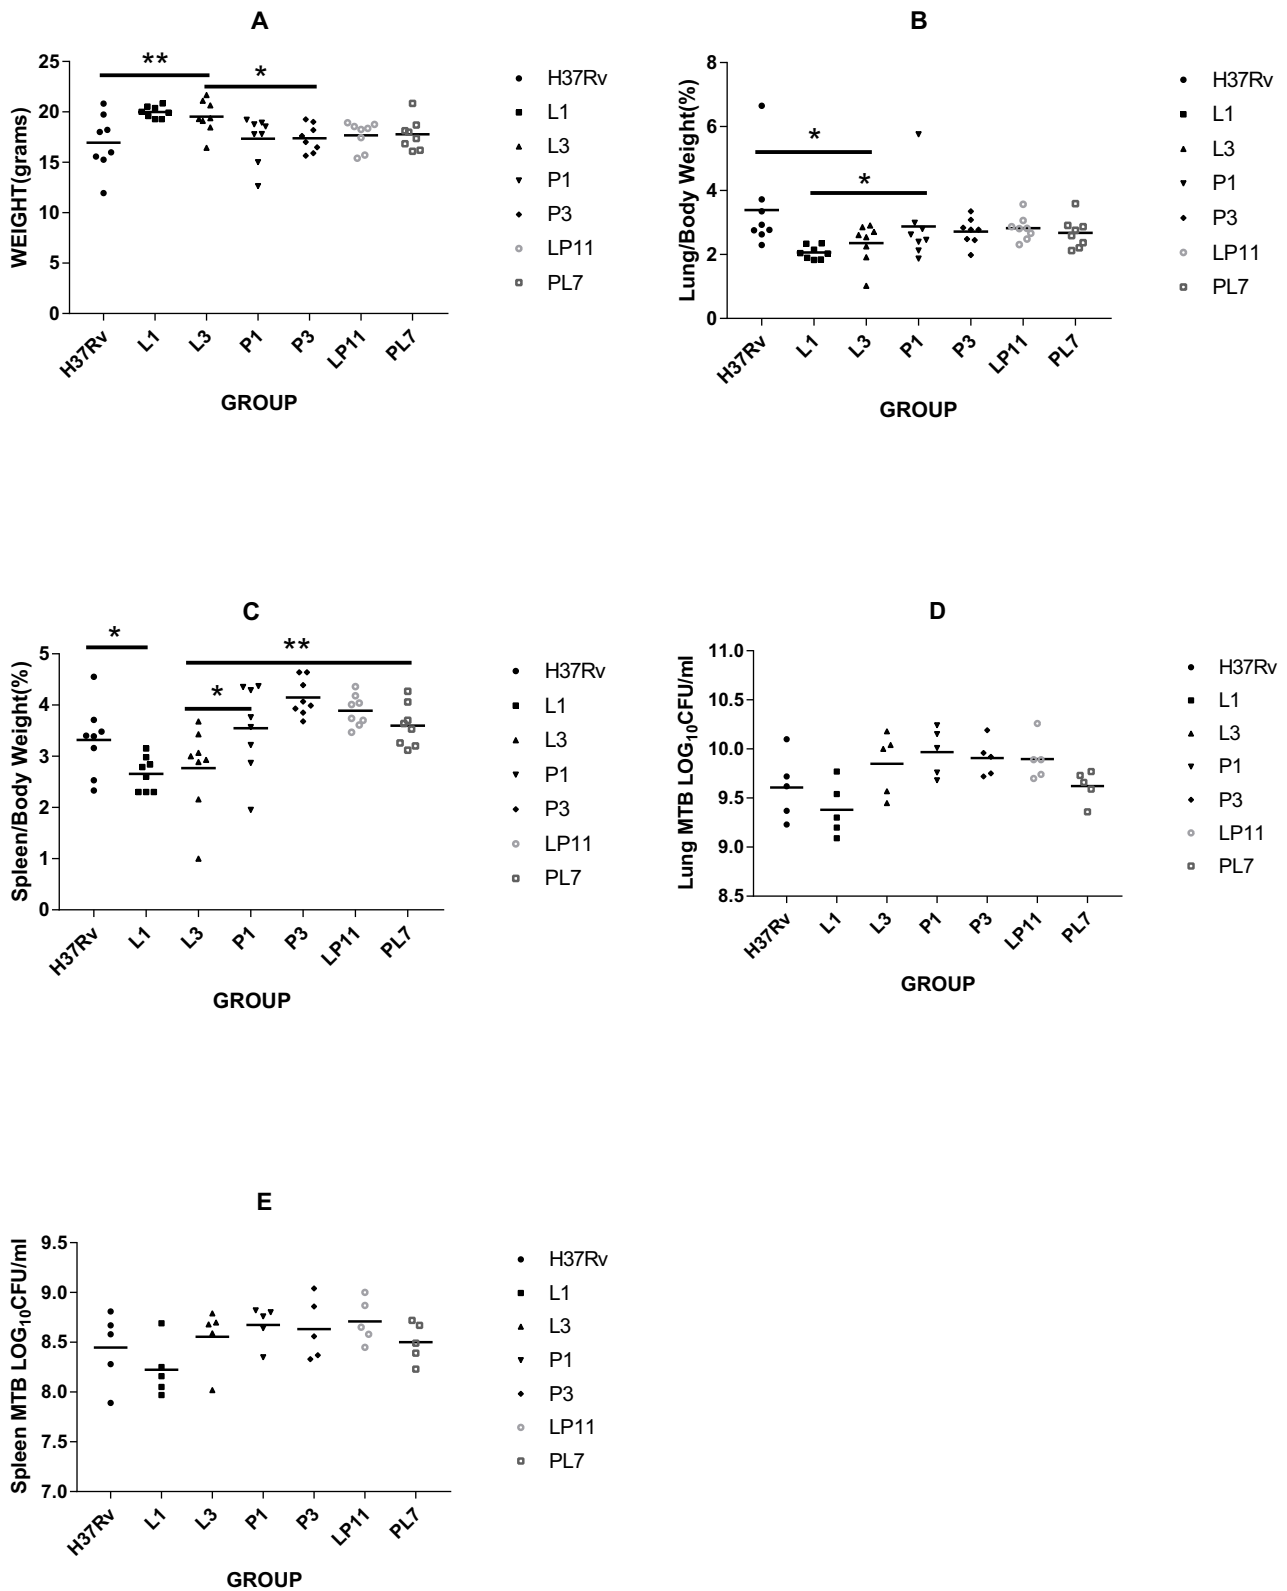 A
WEIGHT(grams)
25
20
15
10
5
0
**
*
H37Rv
L1
L3
P1
P3
LP11
PL7
GROUP
H37Rv
L1
L3
P1
P3
LP11
PL7
B
Lung/Body Weight(%)
8
6
4
2
0
*
*
H37Rv
L1
L3
P1
P3
LP11
PL7
GROUP
H37Rv
L1
L3
P1
P3
LP11
PL7
C
Spleen/Body Weight(%)
5
4
3
2
1
0
*
**
*
H37Rv
L1
L3
P1
P3
LP11
PL7
GROUP
H37Rv
L1
L3
P1
P3
LP11
PL7
D
Lung MTB LOG10CFU/ml
11.0
10.5
10.0
9.5
9.0
8.5
H37Rv
L1
L3
P1
P3
LP11
PL7
GROUP
H37Rv
L1
L3
P1
P3
LP11
PL7
E
Spleen MTB LOG10CFU/ml
9.5
9.0
8.5
8.0
7.5
7.0
H37Rv
L1
L3
P1
P3
LP11
PL7
GROUP
H37Rv
L1
L3
P1
P3
LP11
PL7